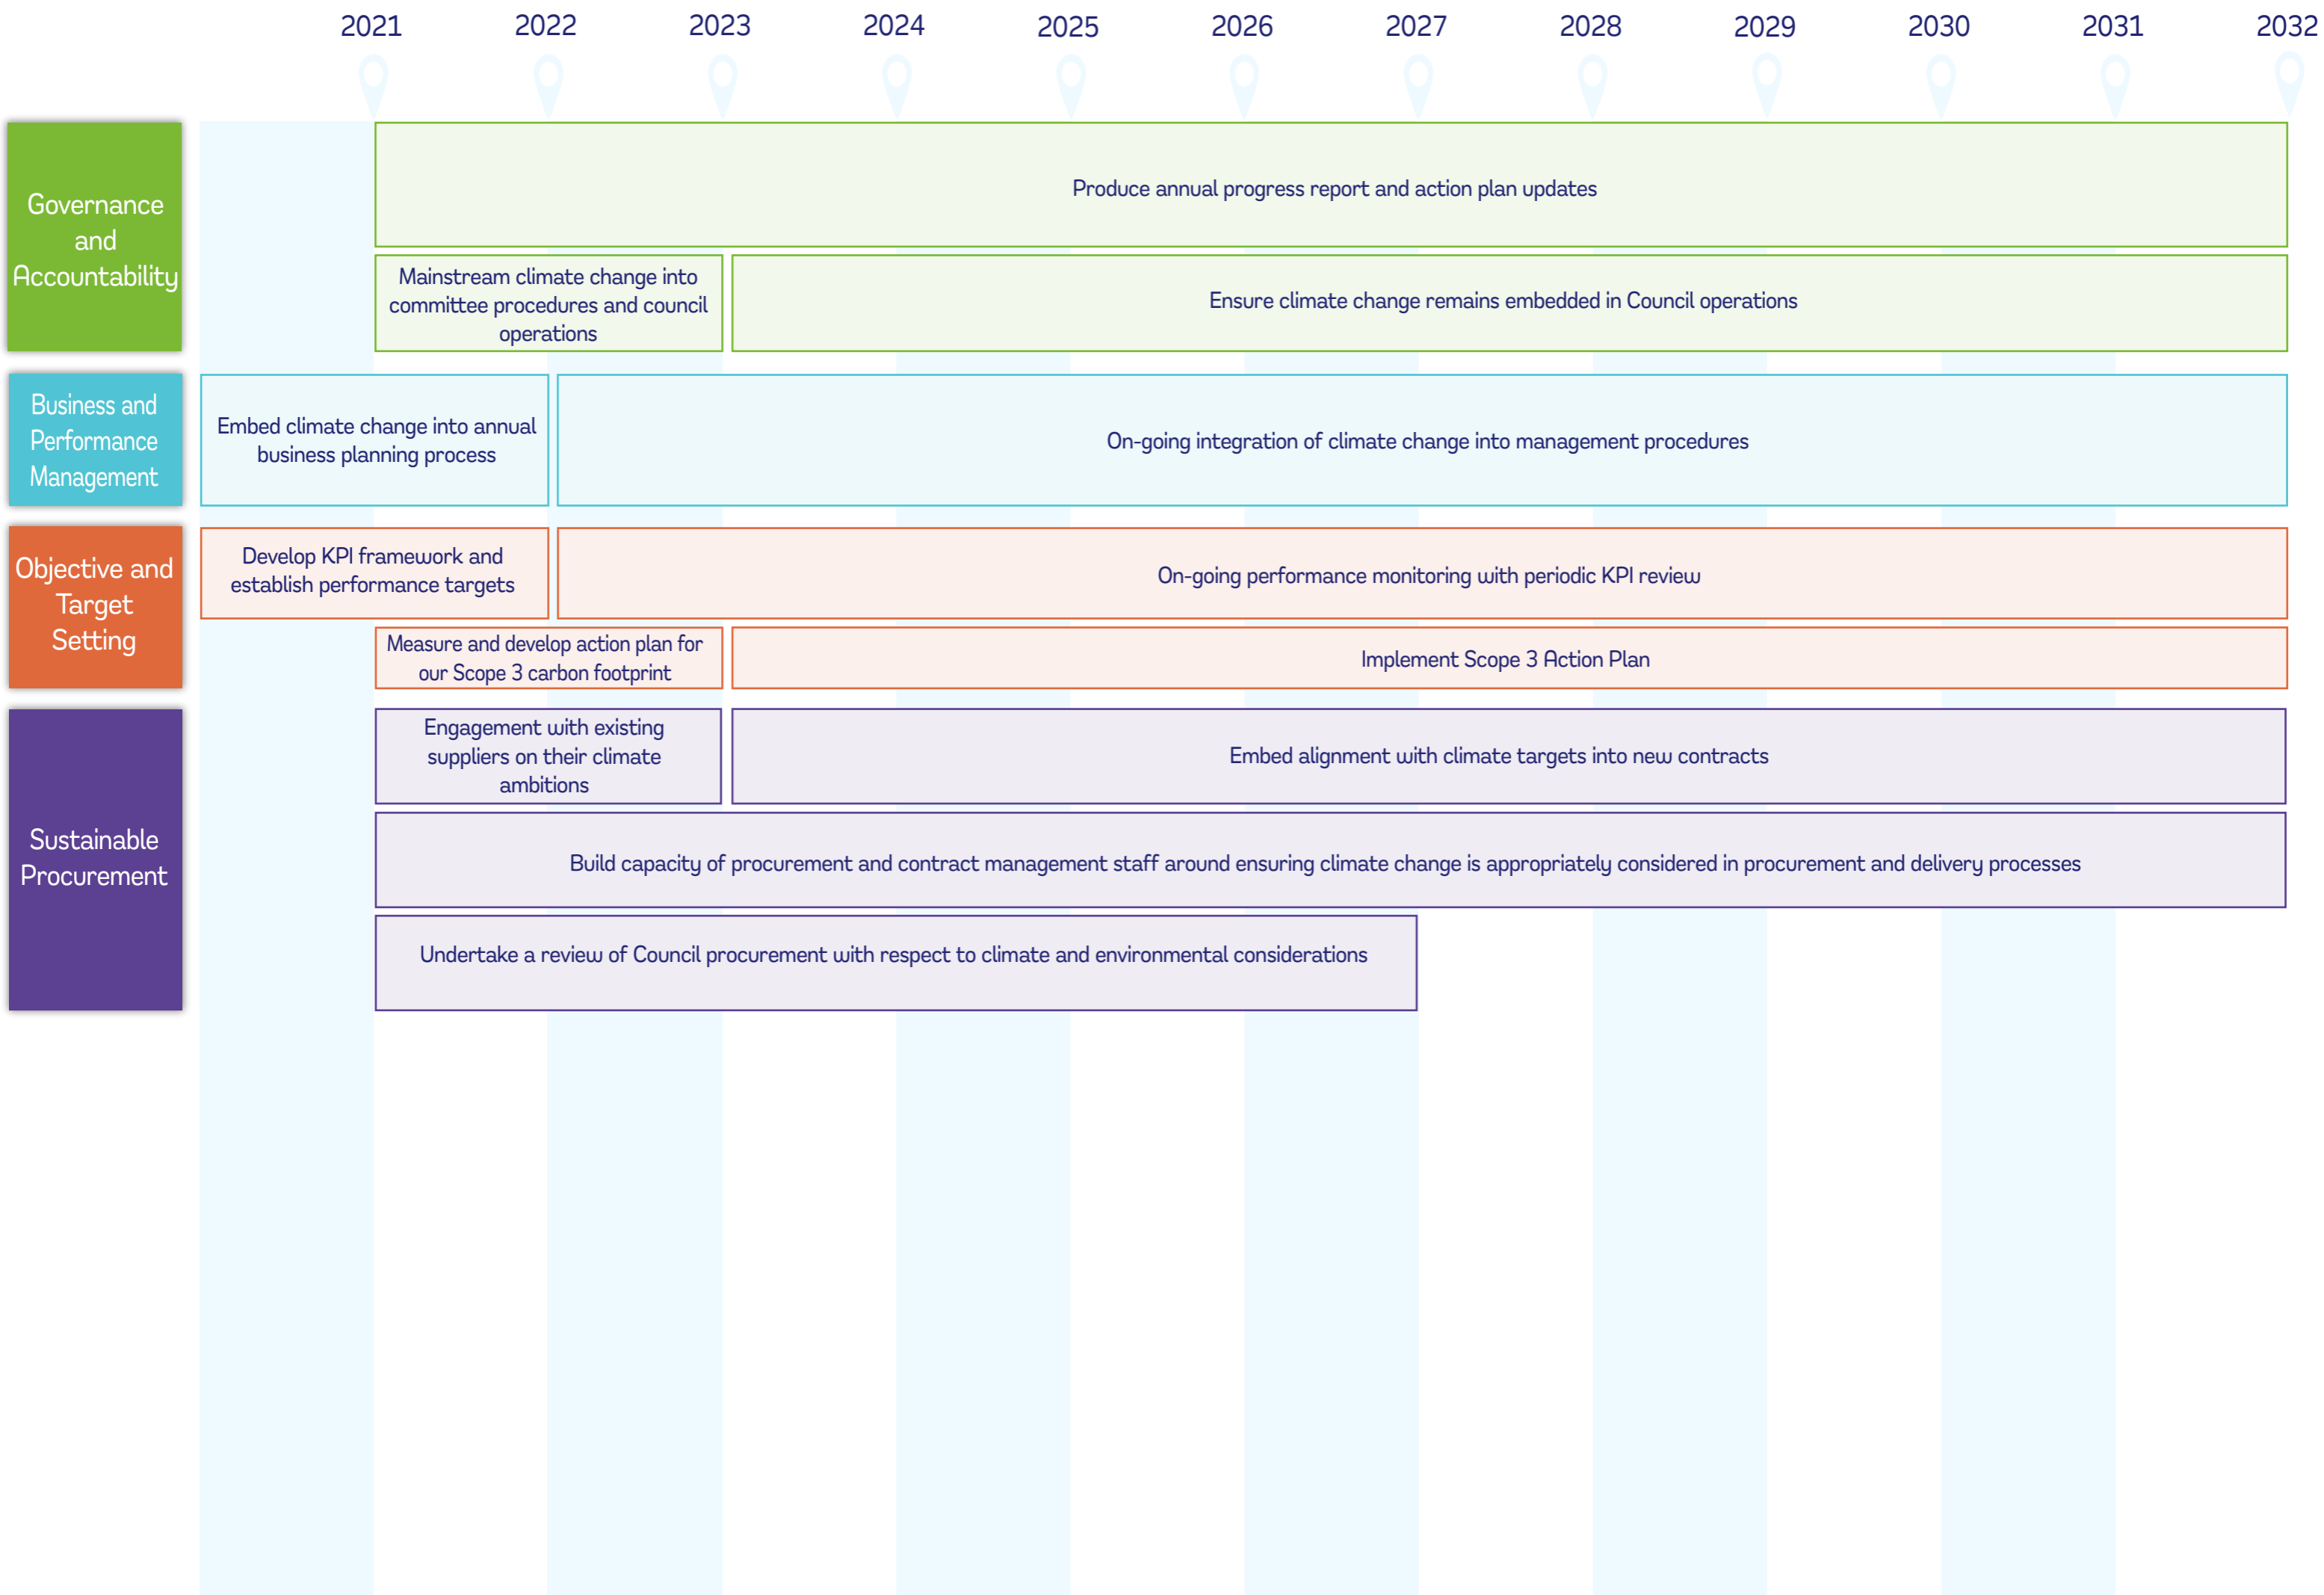 2021 2022 2023 2024 2025 2026 2027 2028 2029 2030 2031 2032
Governance
and
Accountability
Produce annual progress report and action plan updates
Mainstream climate change into
committee procedures and council
operations
Ensure climate change remains embedded in Council operations
Business and
Performance
Management
Embed climate change into annual
business planning process
On-going integration of climate change into management procedures
Objective and
Target
Setting
Develop KPI framework and
establish performance targets
On-going performance monitoring with periodic KPI review
Measure and develop action plan for
our Scope 3 carbon footprint
Implement Scope 3 Action Plan
Sustainable
Procurement
Engagement with existing
suppliers on their climate
ambitions
Embed alignment with climate targets into new contracts
Build capacity of procurement and contract management staff around ensuring climate change is appropriately considered in procurement and delivery processes
Undertake a review of Council procurement with respect to climate and environmental considerations